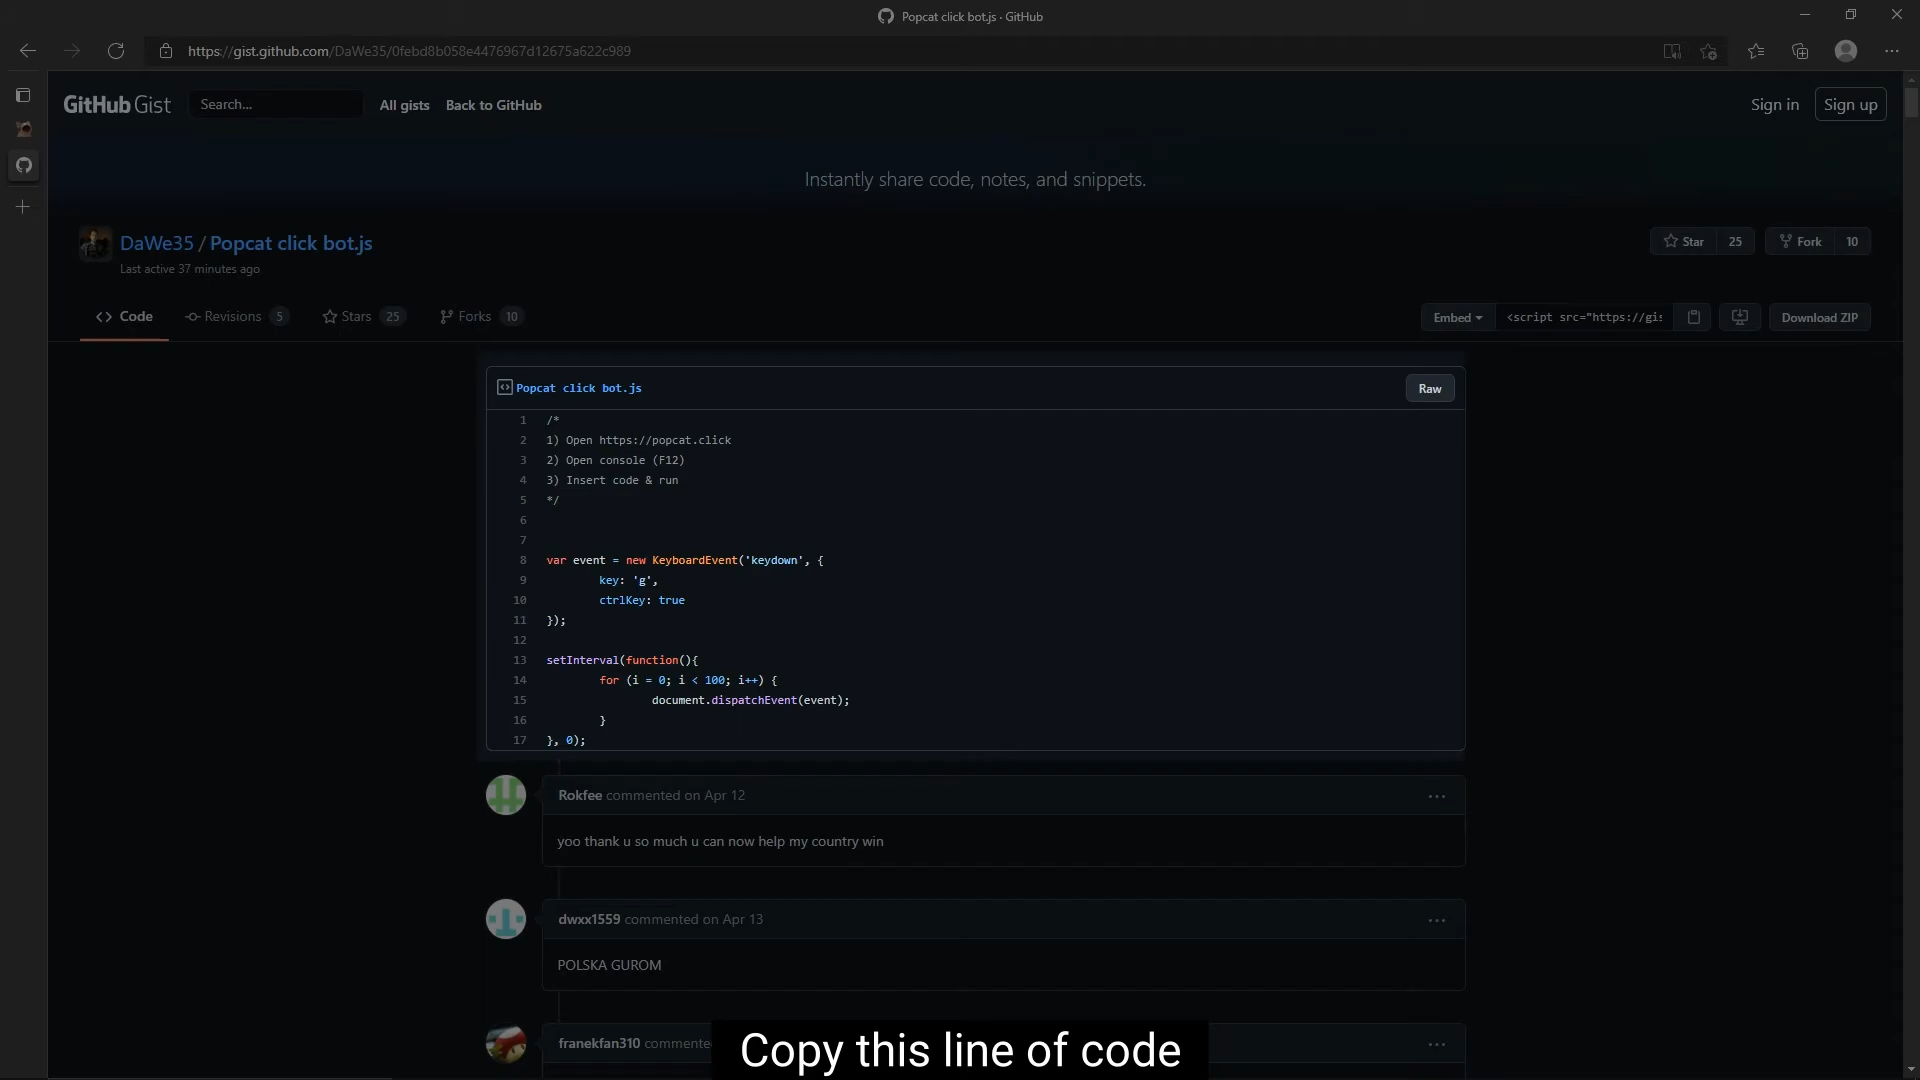 Popcat click bot.js · GitHub
https://gist.github.com/DaWe35/0febd8b058e4476967d12675a622c989
GitHub Gist
Search...
All gists
Back to GitHub
Sign in
Sign up
Instantly share code, notes, and snippets.
DaWe35 / Popcat click bot.js
Last active 37 minutes ago
Star 25
Fork 10
Code
Revisions 5
Stars 25
Forks 10
Embed
<script src="https://gis
Download ZIP
Popcat click bot.js
Raw
1 /*
2 1) Open https://popcat.click
3 2) Open console (F12)
4 3) Insert code & run
5 */
6
7
8 var event = new KeyboardEvent('keydown', {
9 key: 'g',
10 ctrlKey: true
11 });
12
13 setInterval(function(){
14 for (i = 0; i < 100; i++) {
15 document.dispatchEvent(event);
16 }
17 }, 0);
Rokfee commented on Apr 12
yoo thank u so much u can now help my country win
dwxx1559 commented on Apr 13
POLSKA GUROM
franekfan310 commente
Copy this line of code